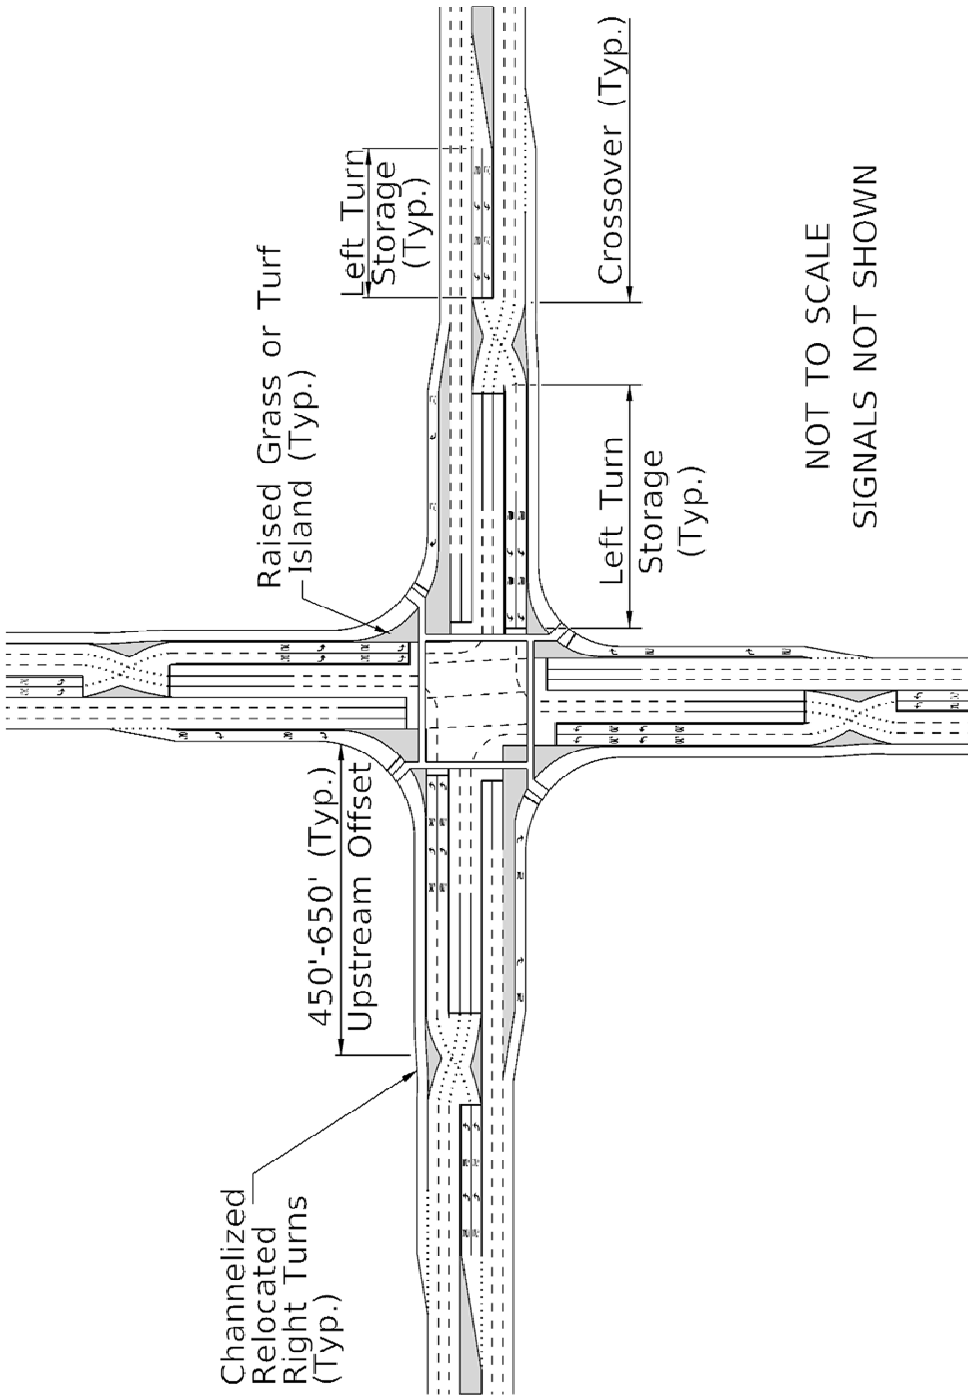 Channelized
Relocated
Right Turns
(Typ.)
450'-650' (Typ.)
Upstream Offset
Raised Grass or Turf
Island (Typ.)
Left Turn
Storage
(Typ.)
Crossover (Typ.)
Left Turn
Storage
(Typ.)
NOT TO SCALE
SIGNALS NOT SHOWN